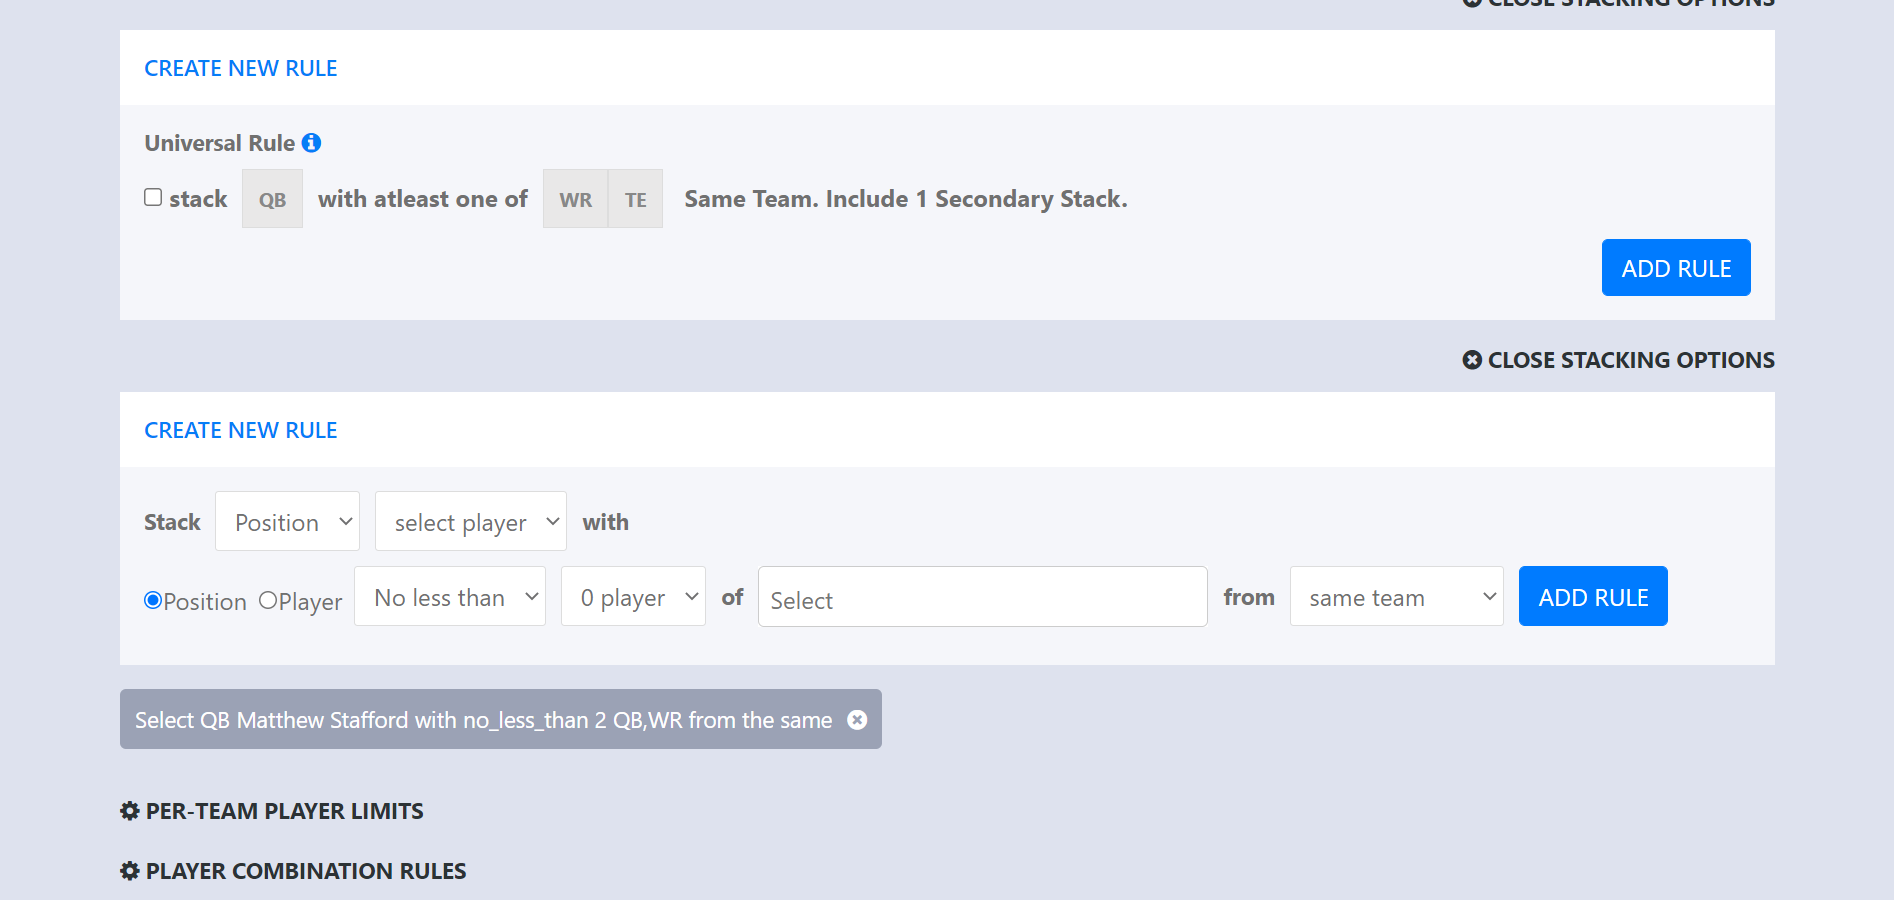 CLOSE STACKING OPTIONS
CREATE NEW RULE
Universal Rule
stack QB with atleast one of WR TE Same Team. Include 1 Secondary Stack.
ADD RULE
CLOSE STACKING OPTIONS
CREATE NEW RULE
Stack Position select player with
Position Player No less than 0 player of Select from same team ADD RULE
Select QB Matthew Stafford with no_less_than 2 QB,WR from the same
PER-TEAM PLAYER LIMITS
PLAYER COMBINATION RULES